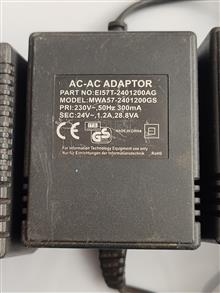 AC-AC ADAPTOR
PART NO:EI57T-2401200AG
MODEL:MWA57-2401200GS
PRI:230V~,50Hz 300mA
SEC:24V~,1.2A,28.8VA
GS
MADE IN CHINA
For Information Technology Equipment use only
Nur für Einrichtungen der Informationstechnik
RoHS